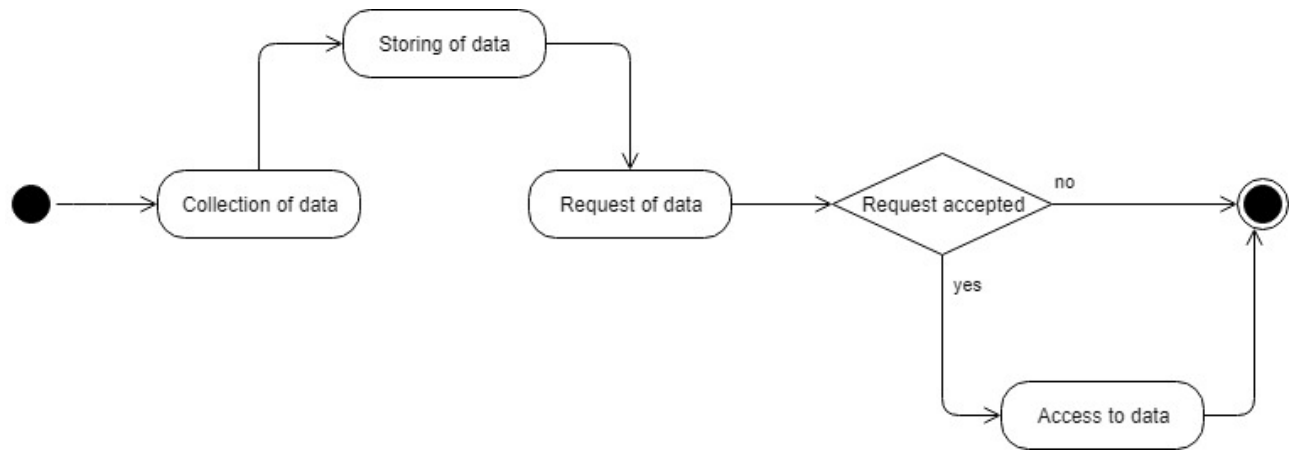 Storing of data
Collection of data
Request of data
Request accepted
no
yes
Access to data